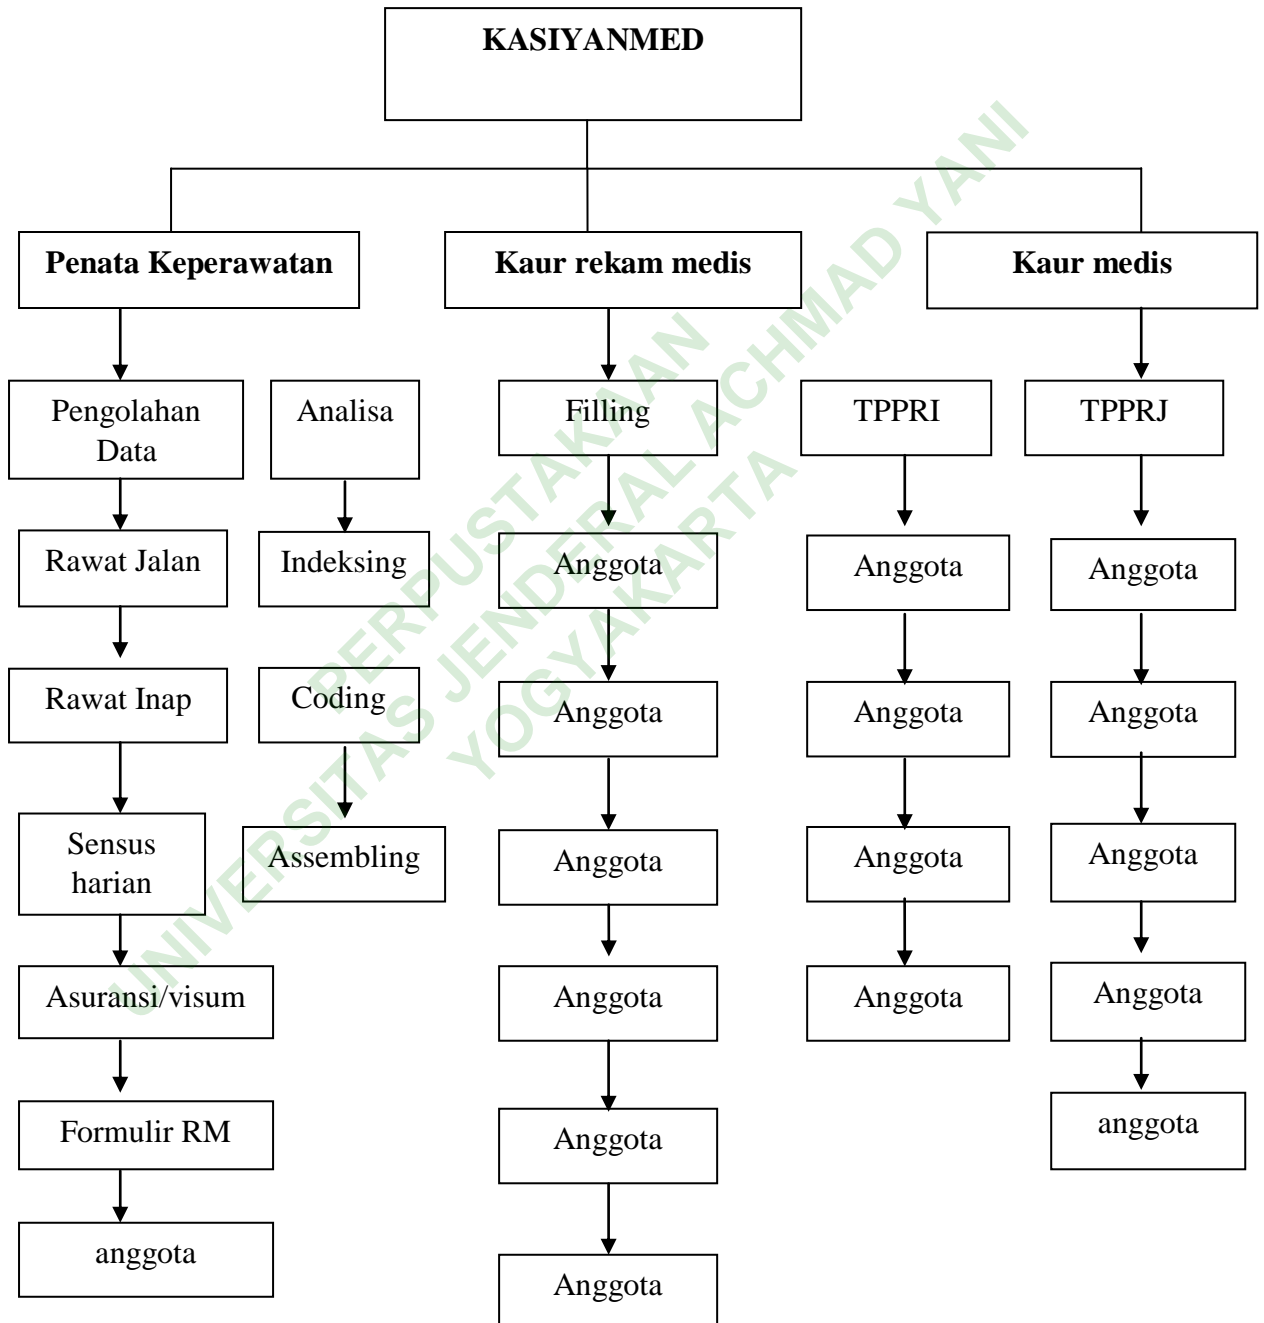 KASIYANMED
Penata Keperawatan
Kaur rekam medis
Kaur medis
Pengolahan
Data
Analisa
Filling
TPPRI
TPPRJ
Rawat Jalan
Indeksing
Anggota
Anggota
Anggota
Rawat Inap
Coding
Anggota
Anggota
Anggota
Sensus
harian
Assembling
Anggota
Anggota
Anggota
Asuransi/visum
Anggota
Anggota
Anggota
Formulir RM
Anggota
anggota
anggota
Anggota
PERPUSTAKAAN
UNIVERSITAS JENDERAL ACHMAD YANI
YOGYAKARTA